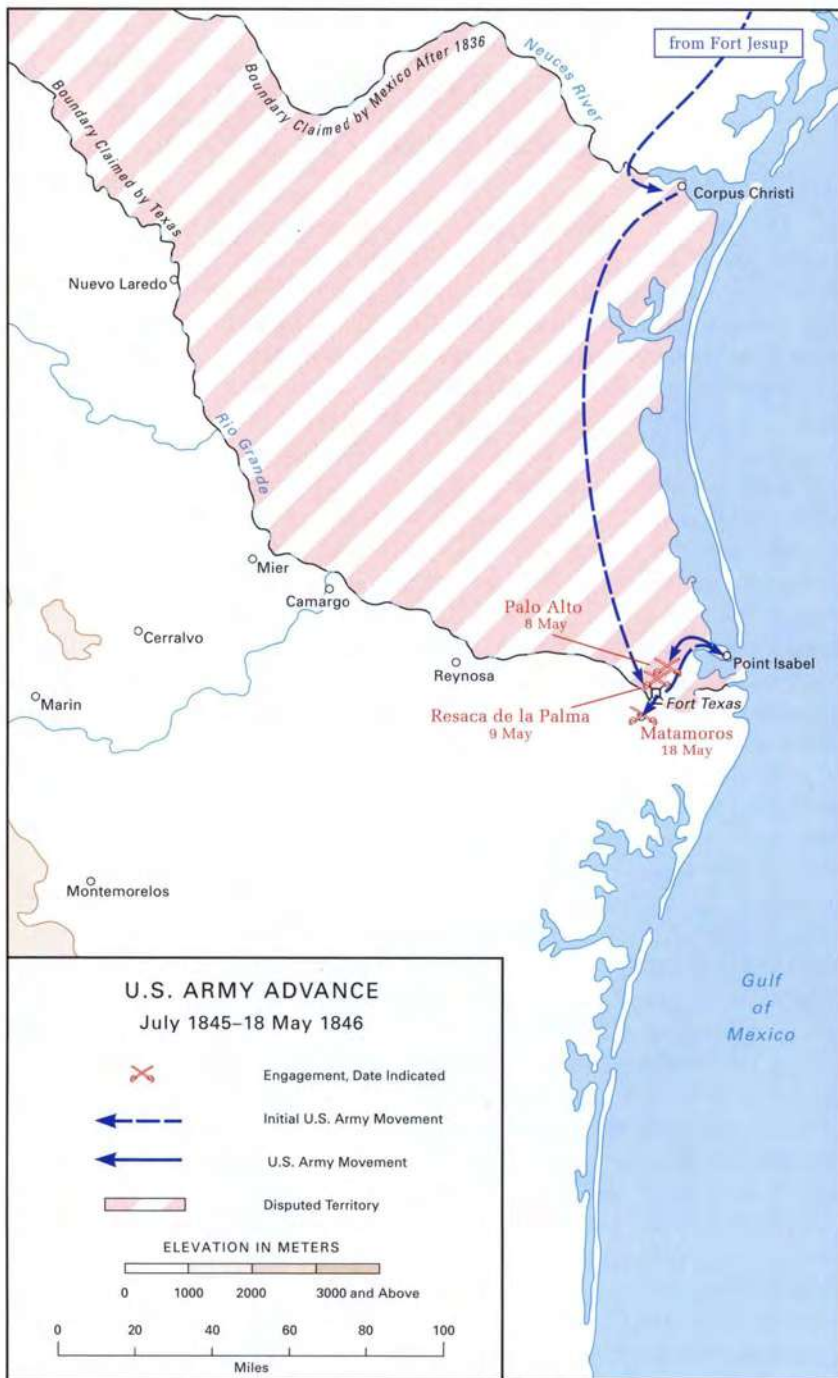 from Fort Jesup
Neuces River
Boundary Claimed by Mexico After 1836
Boundary Claimed by Texas
Corpus Christi
Nuevo Laredo
Rio Grande
Mier
Camargo
Cerralvo
Palo Alto
8 May
Point Isabel
Reynosa
Marin
Fort Texas
Resaca de la Palma
9 May
Matamoros
18 May
Montemorelos
Gulf
of
Mexico
U.S. ARMY ADVANCE
July 1845–18 May 1846
Engagement, Date Indicated
Initial U.S. Army Movement
U.S. Army Movement
Disputed Territory
ELEVATION IN METERS
0 1000 2000 3000 and Above
0 20 40 60 80 100
Miles